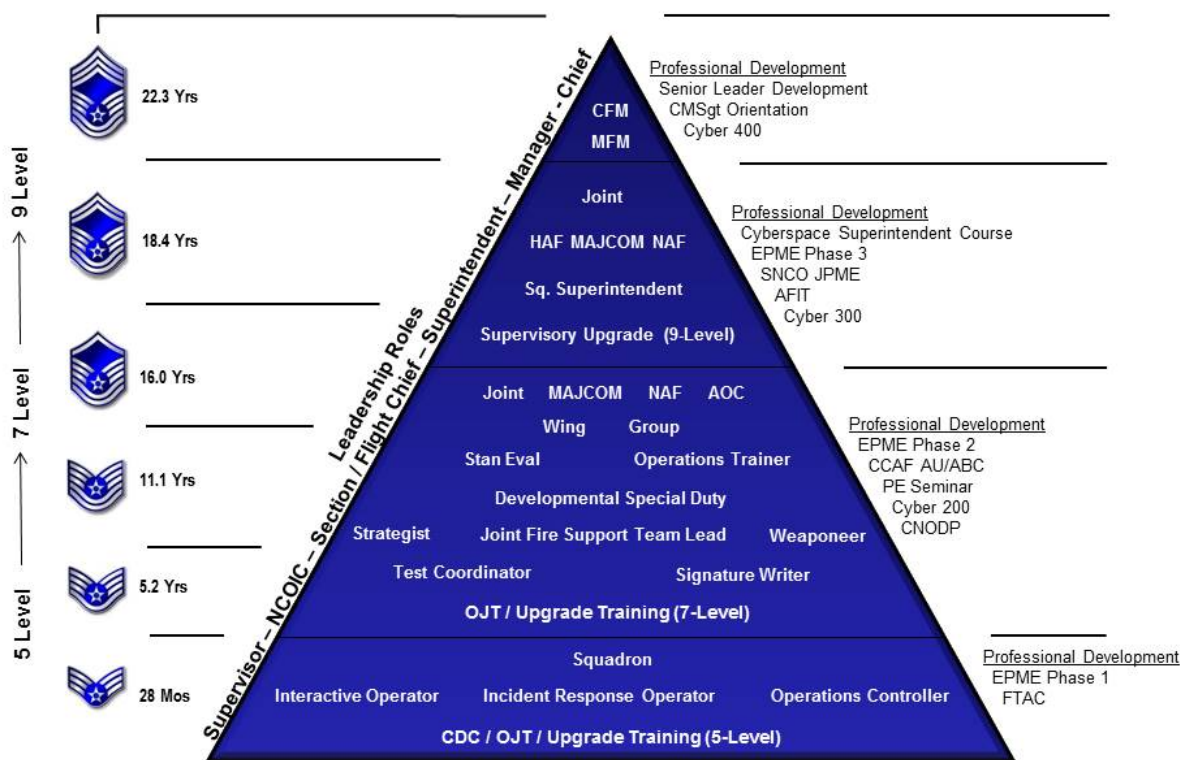 22.3 Yrs
18.4 Yrs
16.0 Yrs
11.1 Yrs
5.2 Yrs
28 Mos
9 Level
7 Level
5 Level
Leadership Roles
Supervisor – NCOIC – Section / Flight Chief – Superintendent – Manager - Chief
CFM
MFM
Joint
HAF MAJCOM NAF
Sq. Superintendent
Supervisory Upgrade (9-Level)
Joint MAJCOM NAF AOC
Wing Group
Stan Eval Operations Trainer
Developmental Special Duty
Strategist Joint Fire Support Team Lead Weaponeer
Test Coordinator Signature Writer
OJT / Upgrade Training (7-Level)
Squadron
Interactive Operator Incident Response Operator Operations Controller
CDC / OJT / Upgrade Training (5-Level)
Professional Development
Senior Leader Development
CMSgt Orientation
Cyber 400
Professional Development
Cyberspace Superintendent Course
EPME Phase 3
SNCO JPME
AFIT
Cyber 300
Professional Development
EPME Phase 2
CCAF AU/ABC
PE Seminar
Cyber 200
CNODP
Professional Development
EPME Phase 1
FTAC